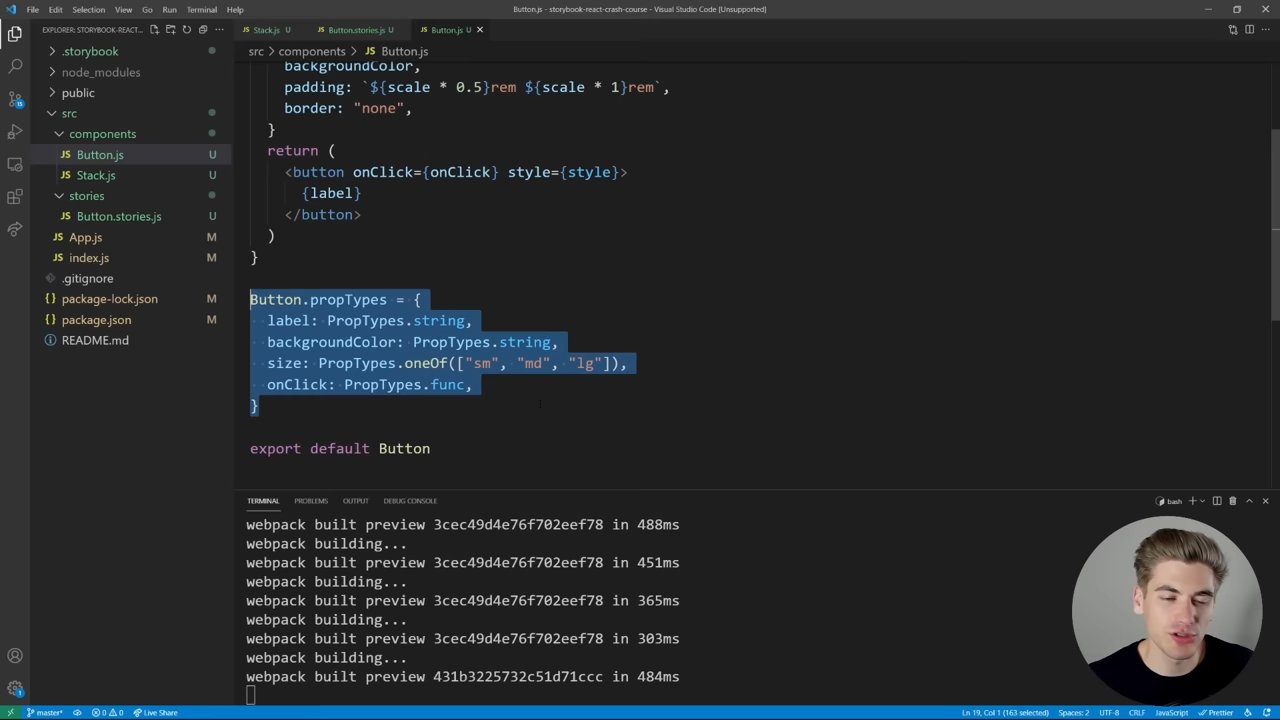 File Edit Selection View Go Run Terminal Help
Button.js - storybook-react-crash-course - Visual Studio Code [Unsupported]
EXPLORER: STORYBOOK-REACT...
.storybook
node_modules
public
src
components
JS Button.js U
JS Stack.js U
stories
JS Button.stories.js U
JS App.js M
JS index.js M
.gitignore
package-lock.json M
package.json M
README.md
15
1
JS Stack.js U
JS Button.stories.js U
JS Button.js U
src > components > JS Button.js
backgroundColor,
padding: `${scale * 0.5}rem ${scale * 1}rem`,
border: "none",
}
return (
<button onClick={onClick} style={style}>
{label}
</button>
)
}
Button.propTypes = {
label: PropTypes.string,
backgroundColor: PropTypes.string,
size: PropTypes.oneOf(["sm", "md", "lg"]),
onClick: PropTypes.func,
}
export default Button
TERMINAL PROBLEMS OUTPUT DEBUG CONSOLE
bash
webpack built preview 3cec49d4e76f702eef78 in 488ms
webpack building...
webpack built preview 3cec49d4e76f702eef78 in 451ms
webpack building...
webpack built preview 3cec49d4e76f702eef78 in 365ms
webpack building...
webpack built preview 3cec49d4e76f702eef78 in 303ms
webpack building...
webpack built preview 431b3225732c51d71ccc in 484ms
master* 0 0 Live Share
Ln 19, Col 1 (163 selected) Spaces: 2 UTF-8 CRLF JavaScript Prettier